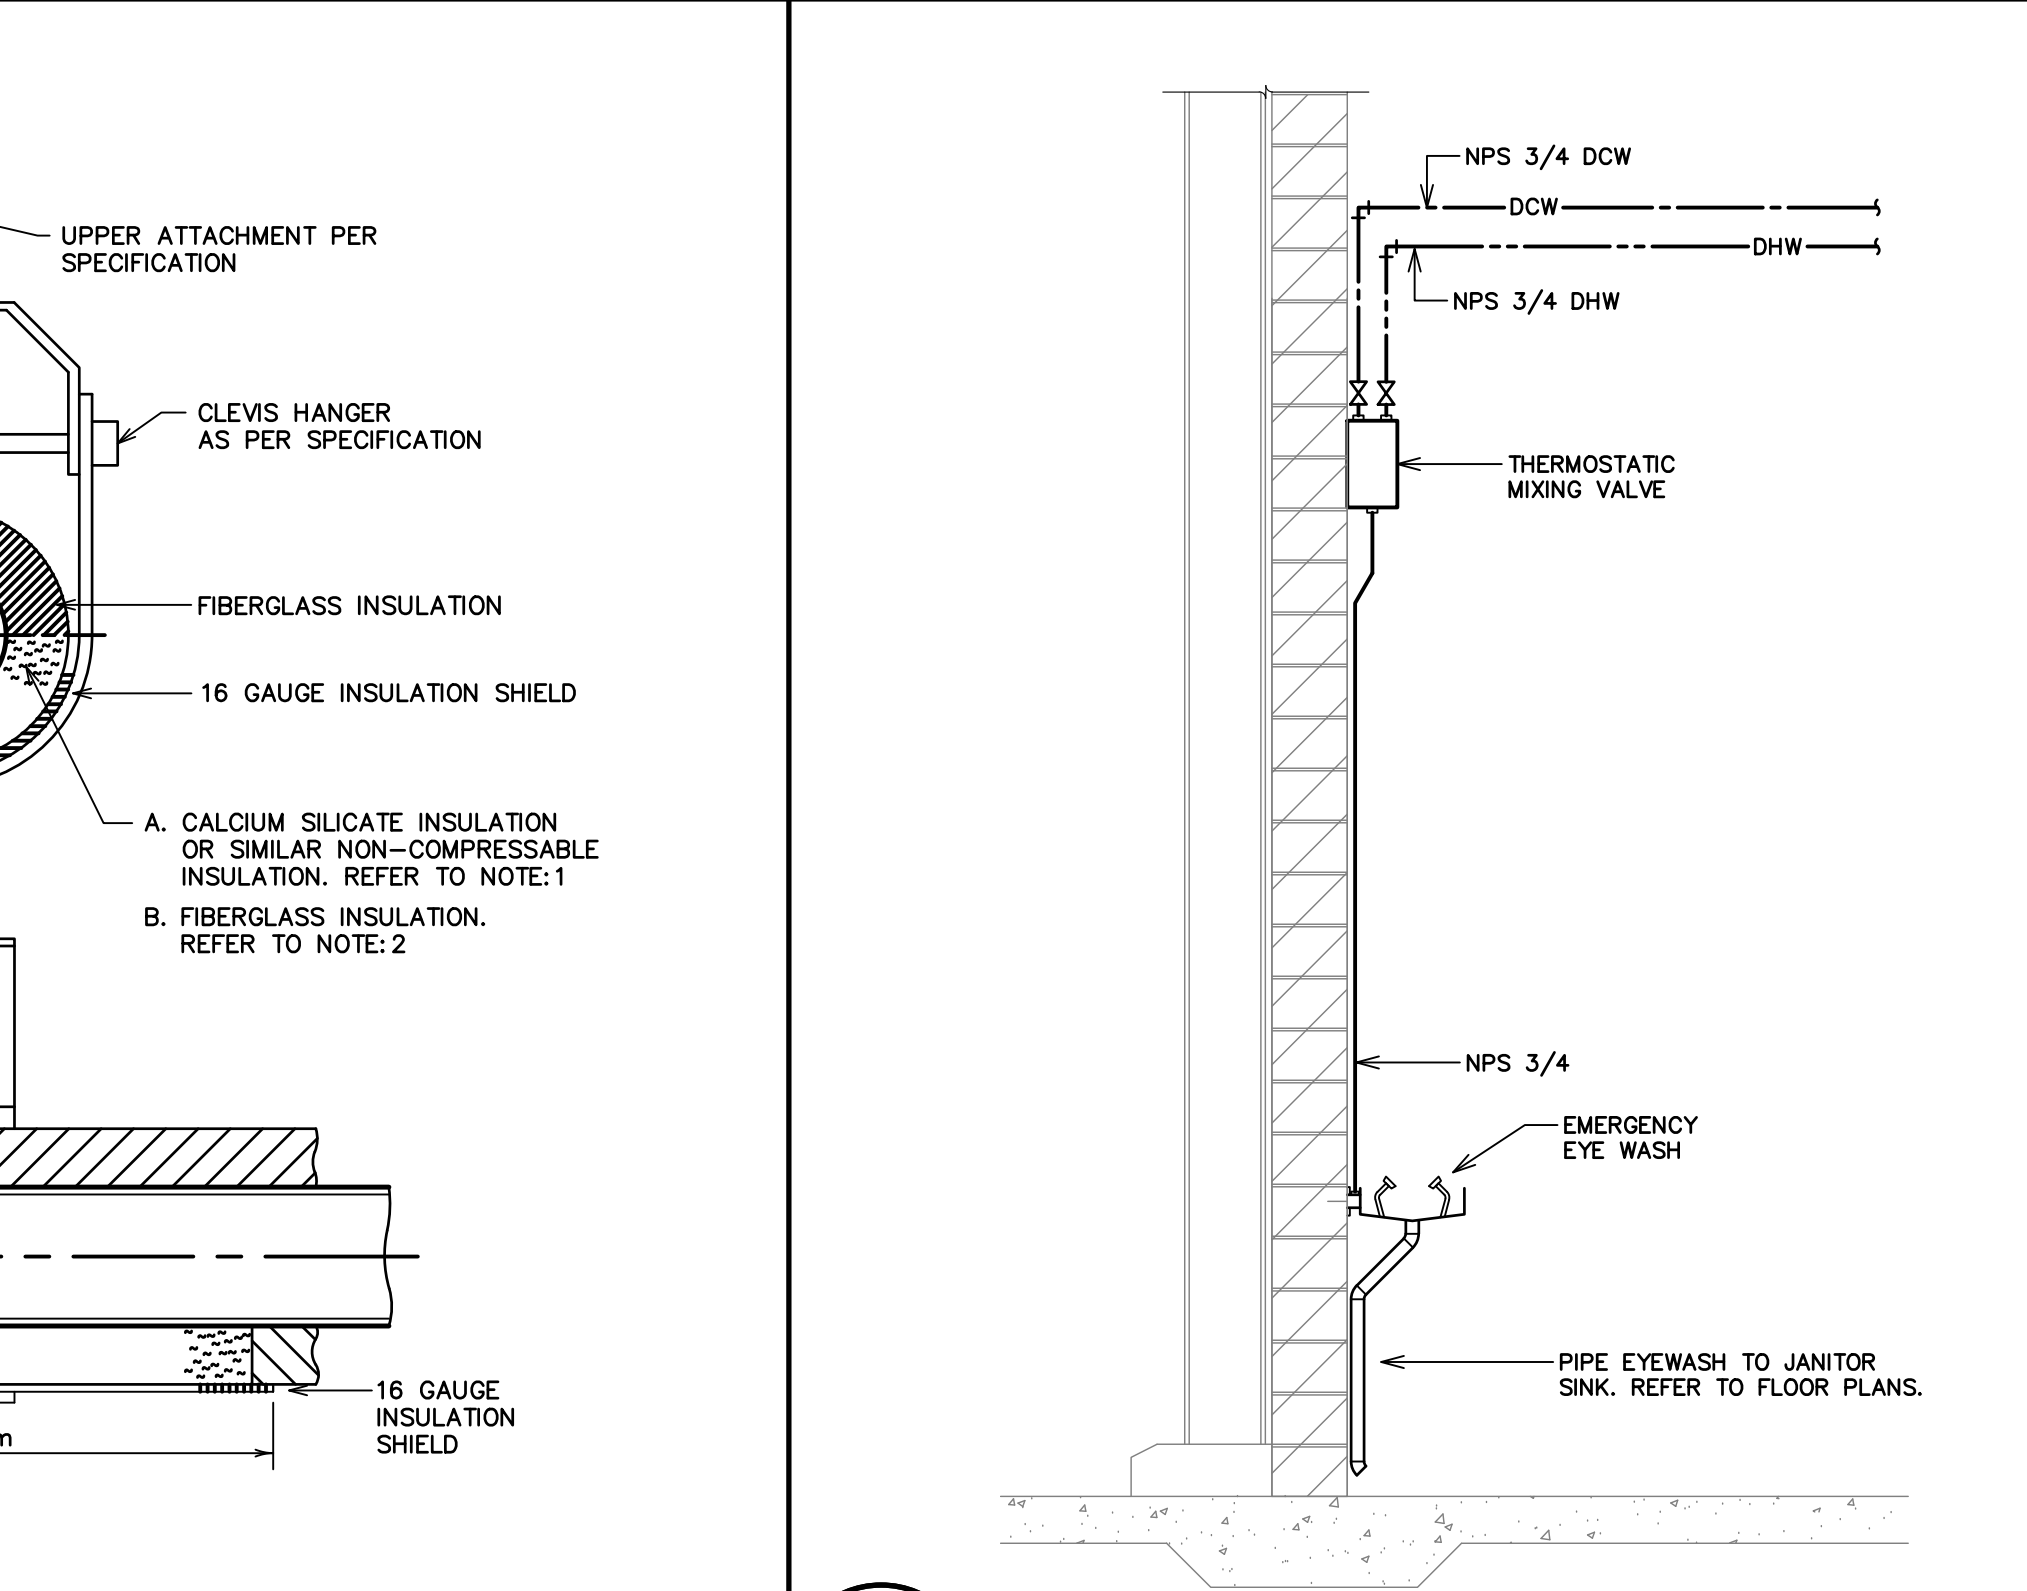 UPPER ATTACHMENT PER
SPECIFICATION
CLEVIS HANGER
AS PER SPECIFICATION
FIBERGLASS INSULATION
16 GAUGE INSULATION SHIELD
A. CALCIUM SILICATE INSULATION
OR SIMILAR NON-COMPRESSABLE
INSULATION. REFER TO NOTE:1
B. FIBERGLASS INSULATION.
REFER TO NOTE:2
16 GAUGE
INSULATION
SHIELD
NPS 3/4 DCW
DCW
DHW
NPS 3/4 DHW
THERMOSTATIC
MIXING VALVE
NPS 3/4
EMERGENCY
EYE WASH
PIPE EYEWASH TO JANITOR
SINK. REFER TO FLOOR PLANS.